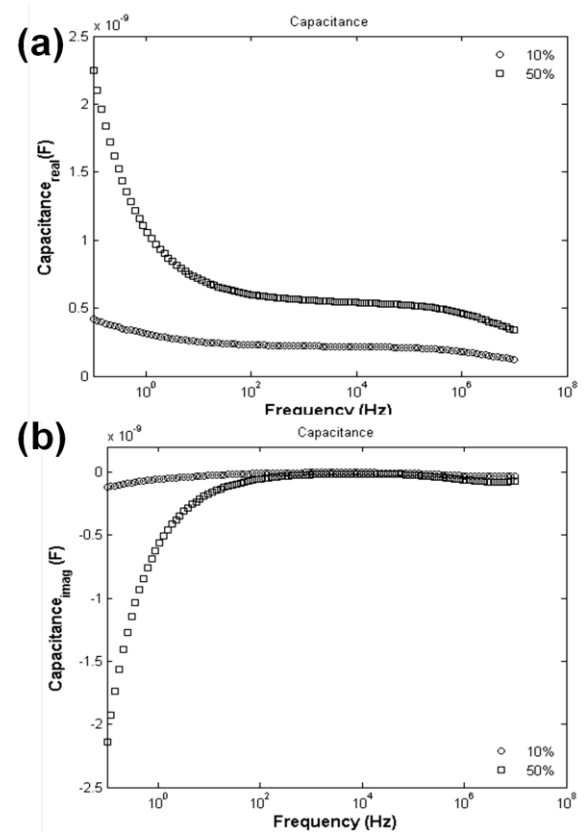 (a)
Capacitance
x 10^-9
2.5
2
1.5
1
0.5
0
10%
50%
Capacitance_real(F)
10^0
10^2
10^4
10^6
10^8
Frequency (Hz)
(b)
Capacitance
x 10^-9
0
-0.5
-1
-1.5
-2
-2.5
Capacitance_imag (F)
10%
50%
10^0
10^2
10^4
10^6
10^8
Frequency (Hz)